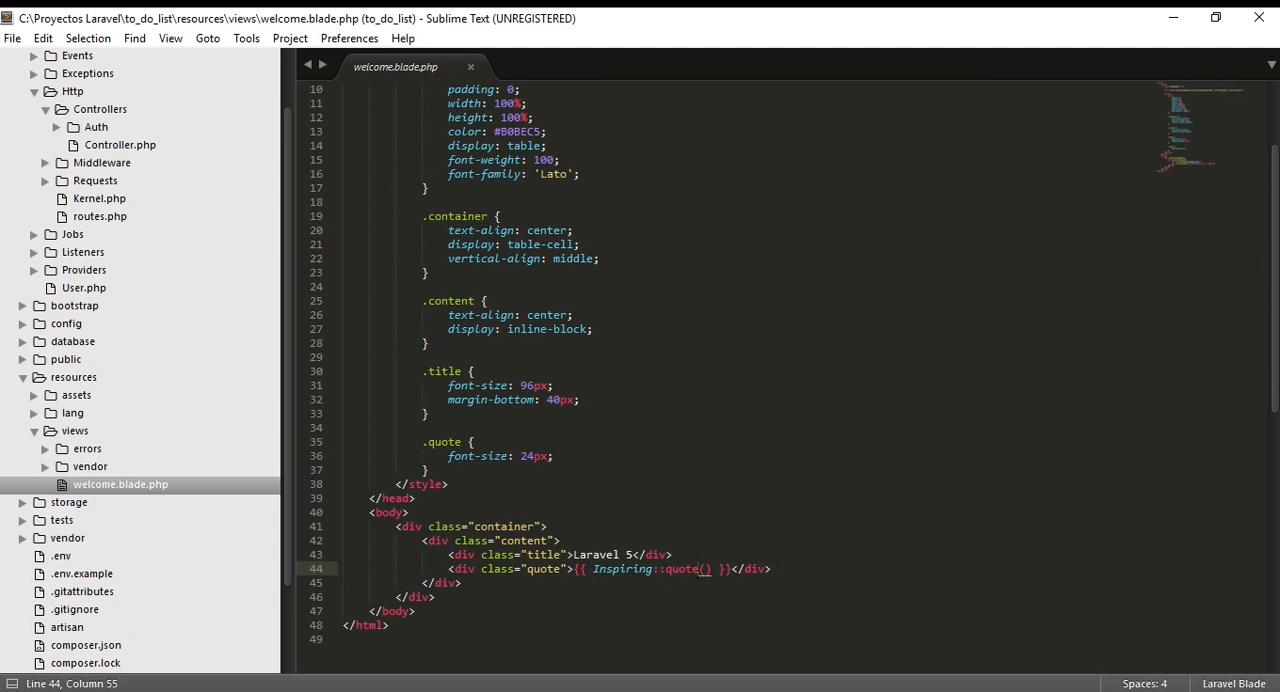 C:\Proyectos Laravel\to_do_list\resources\views\welcome.blade.php (to_do_list) - Sublime Text (UNREGISTERED)
File Edit Selection Find View Goto Tools Project Preferences Help
Events
Exceptions
Http
Controllers
Auth
Controller.php
Middleware
Requests
Kernel.php
routes.php
Jobs
Listeners
Providers
User.php
bootstrap
config
database
public
resources
assets
lang
views
errors
vendor
welcome.blade.php
storage
tests
vendor
.env
.env.example
.gitattributes
.gitignore
artisan
composer.json
composer.lock
welcome.blade.php
10 padding: 0;
11 width: 100%;
12 height: 100%;
13 color: #B0BEC5;
14 display: table;
15 font-weight: 100;
16 font-family: 'Lato';
17 }
18
19 .container {
20 text-align: center;
21 display: table-cell;
22 vertical-align: middle;
23 }
24
25 .content {
26 text-align: center;
27 display: inline-block;
28 }
29
30 .title {
31 font-size: 96px;
32 margin-bottom: 40px;
33 }
34
35 .quote {
36 font-size: 24px;
37 }
38 </style>
39 </head>
40 <body>
41 <div class="container">
42 <div class="content">
43 <div class="title">Laravel 5</div>
44 <div class="quote">{{ Inspiring::quote() }}</div>
45 </div>
46 </div>
47 </body>
48 </html>
49
Line 44, Column 55
Spaces: 4
Laravel Blade